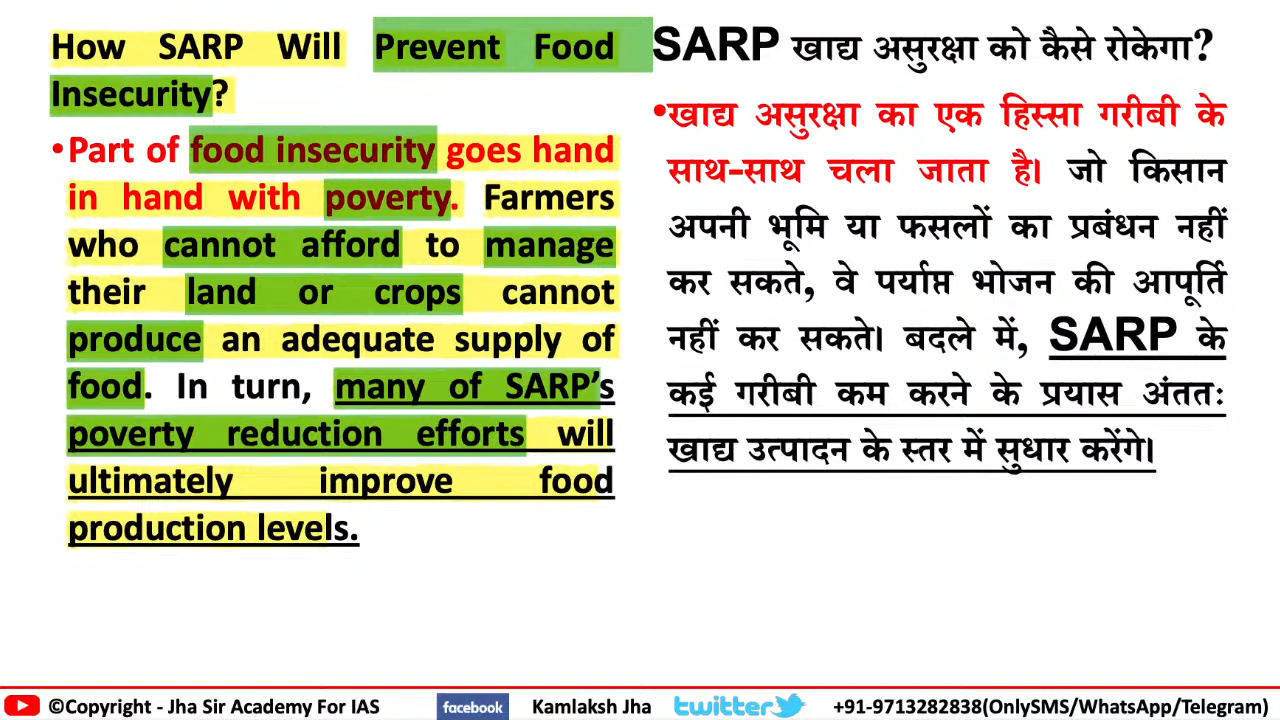 How SARP Will Prevent Food
Insecurity?
•Part of food insecurity goes hand
in hand with poverty. Farmers
who cannot afford to manage
their land or crops cannot
produce an adequate supply of
food. In turn, many of SARP’s
poverty reduction efforts will
ultimately improve food
production levels.
SARP खाद्य असुरक्षा को कैसे रोकेगा?
•खाद्य असुरक्षा का एक हिस्सा गरीबी के
साथ-साथ चला जाता है। जो किसान
अपनी भूमि या फसलों का प्रबंधन नहीं
कर सकते, वे पर्याप्त भोजन की आपूर्ति
नहीं कर सकते। बदले में, SARP के
कई गरीबी कम करने के प्रयास अंततः
खाद्य उत्पादन के स्तर में सुधार करेंगे।
©Copyright - Jha Sir Academy For IAS facebook Kamlaksh Jha twitter +91-9713282838(OnlySMS/WhatsApp/Telegram)